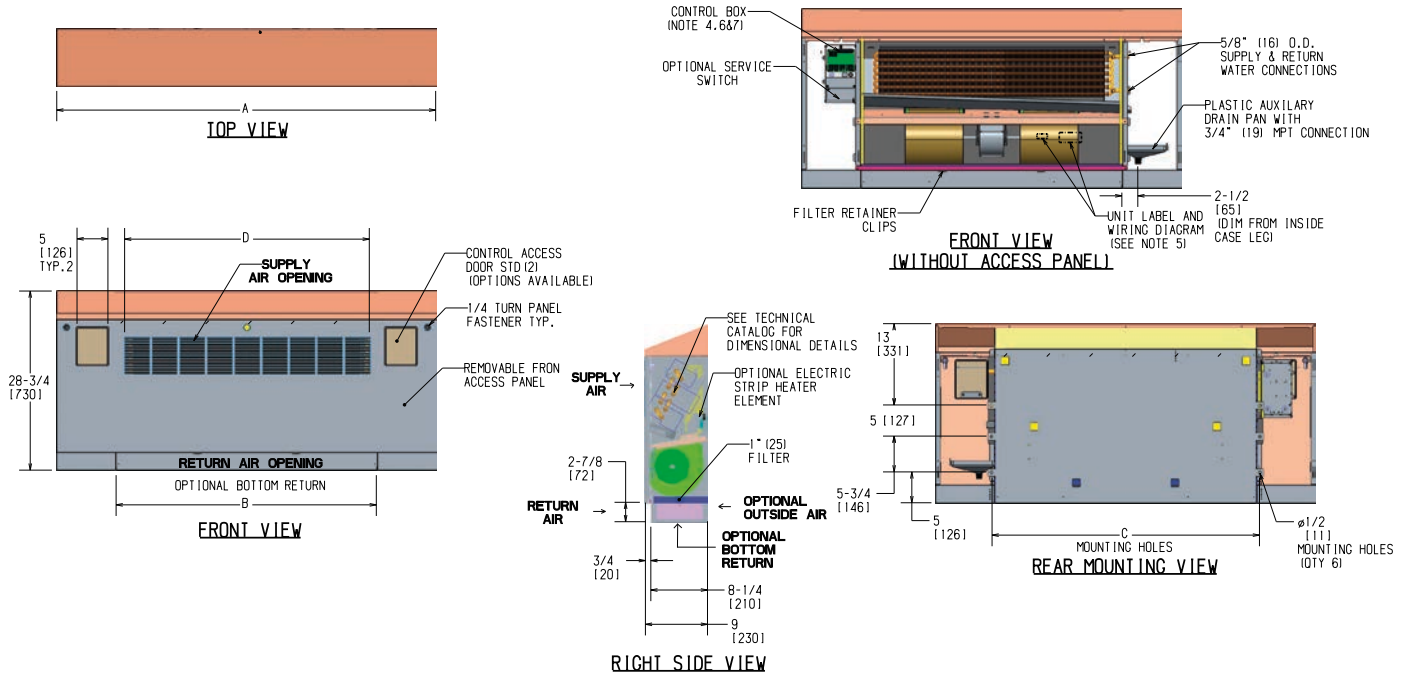 A
TOP VIEW
CONTROL BOX
(NOTE 4.6&7)
OPTIONAL SERVICE
SWITCH
5/8" (16) O.D.
SUPPLY & RETURN
WATER CONNECTIONS
PLASTIC AUXILARY
DRAIN PAN WITH
3/4" (19) MPT CONNECTION
FILTER RETAINER
CLIPS
UNIT LABEL AND
WIRING DIAGRAM
(SEE NOTE 5)
2-1/2
[65]
(DIM FROM INSIDE
CASE LEG)
FRONT VIEW
(WITHOUT ACCESS PANEL)
5
[126]
TYP.2
D
SUPPLY
AIR OPENING
CONTROL ACCESS
DOOR STD (2)
(OPTIONS AVAILABLE)
1/4 TURN PANEL
FASTENER TYP.
REMOVABLE FRON
ACCESS PANEL
28-3/4
[730]
RETURN AIR OPENING
OPTIONAL BOTTOM RETURN
B
FRONT VIEW
SEE TECHNICAL
CATALOG FOR
DIMENSIONAL DETAILS
SUPPLY
AIR
OPTIONAL ELECTRIC
STRIP HEATER
ELEMENT
1" (25)
FILTER
2-7/8
[72]
RETURN
AIR
OPTIONAL
OUTSIDE AIR
OPTIONAL
BOTTOM
RETURN
3/4
[20]
8-1/4
[210]
9
[230]
RIGHT SIDE VIEW
13
[331]
5 [127]
5-3/4
[146]
5
[126]
C
MOUNTING HOLES
ø1/2
[11]
MOUNTING HOLES
(QTY 6)
REAR MOUNTING VIEW